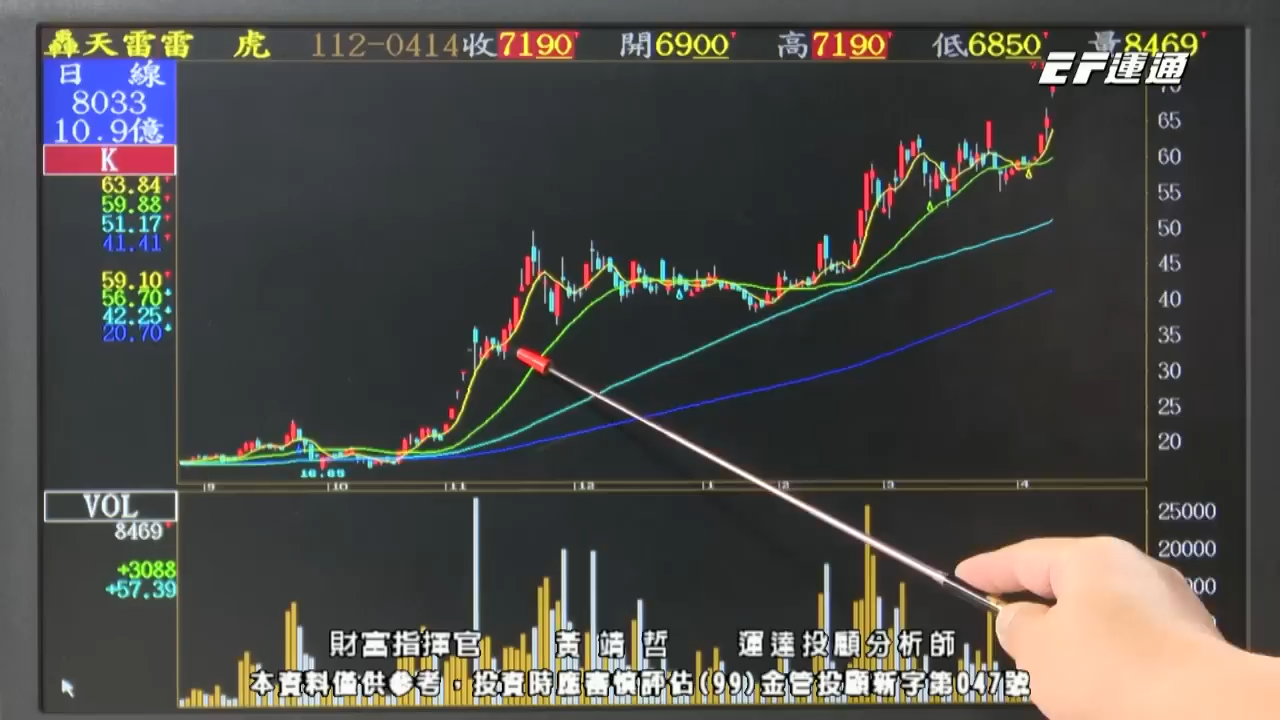 轟天雷雷 虎 112-0414收7190 開6900 高7190 低6850 量8469
EF運通
日 線
8033
10.9億
K
63.84
59.88
51.17
41.41
59.10
56.70
42.25
20.70
70
65
60
55
50
45
40
35
30
25
20
16.65
9 10 11 12 1 2 3 4
VOL
8469
+3088
+57.39
25000
20000
財富指揮官 黃靖哲 運達投顧分析師
本資料僅供參考，投資時應審慎評估(99)金管投顧新字第047號